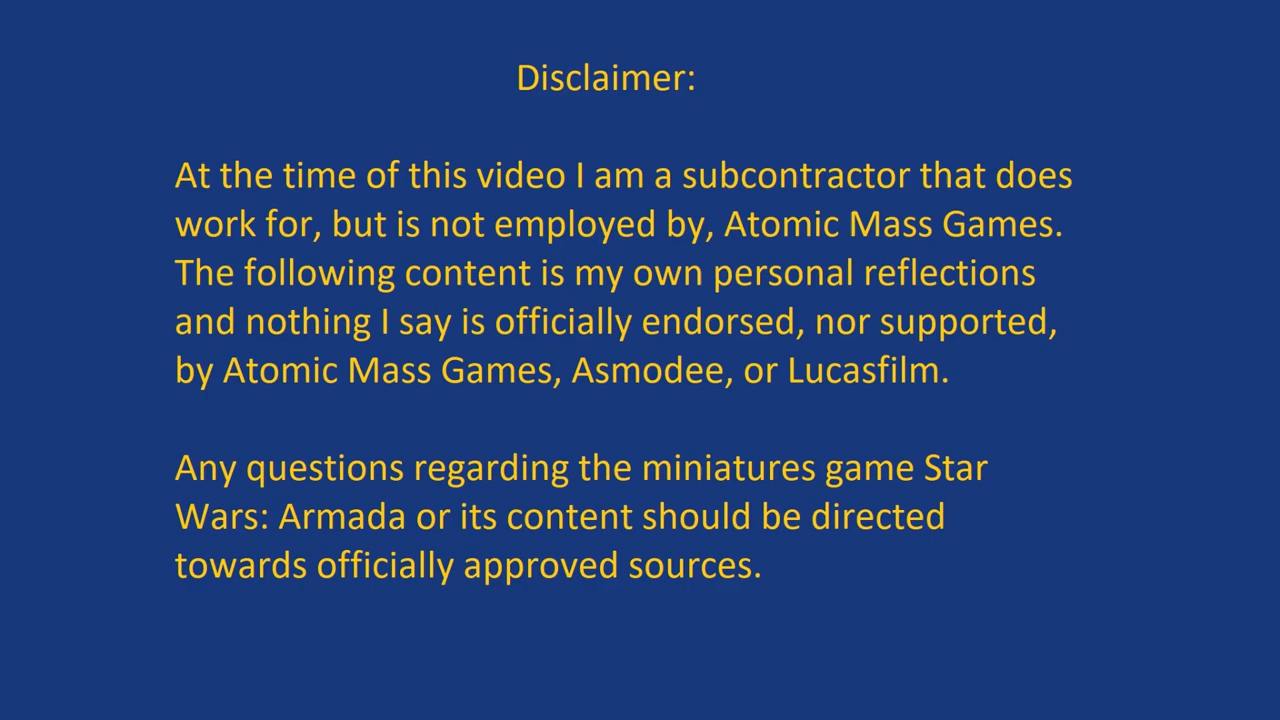 Disclaimer:
At the time of this video I am a subcontractor that does
work for, but is not employed by, Atomic Mass Games.
The following content is my own personal reflections
and nothing I say is officially endorsed, nor supported,
by Atomic Mass Games, Asmodee, or Lucasfilm.
Any questions regarding the miniatures game Star
Wars: Armada or its content should be directed
towards officially approved sources.